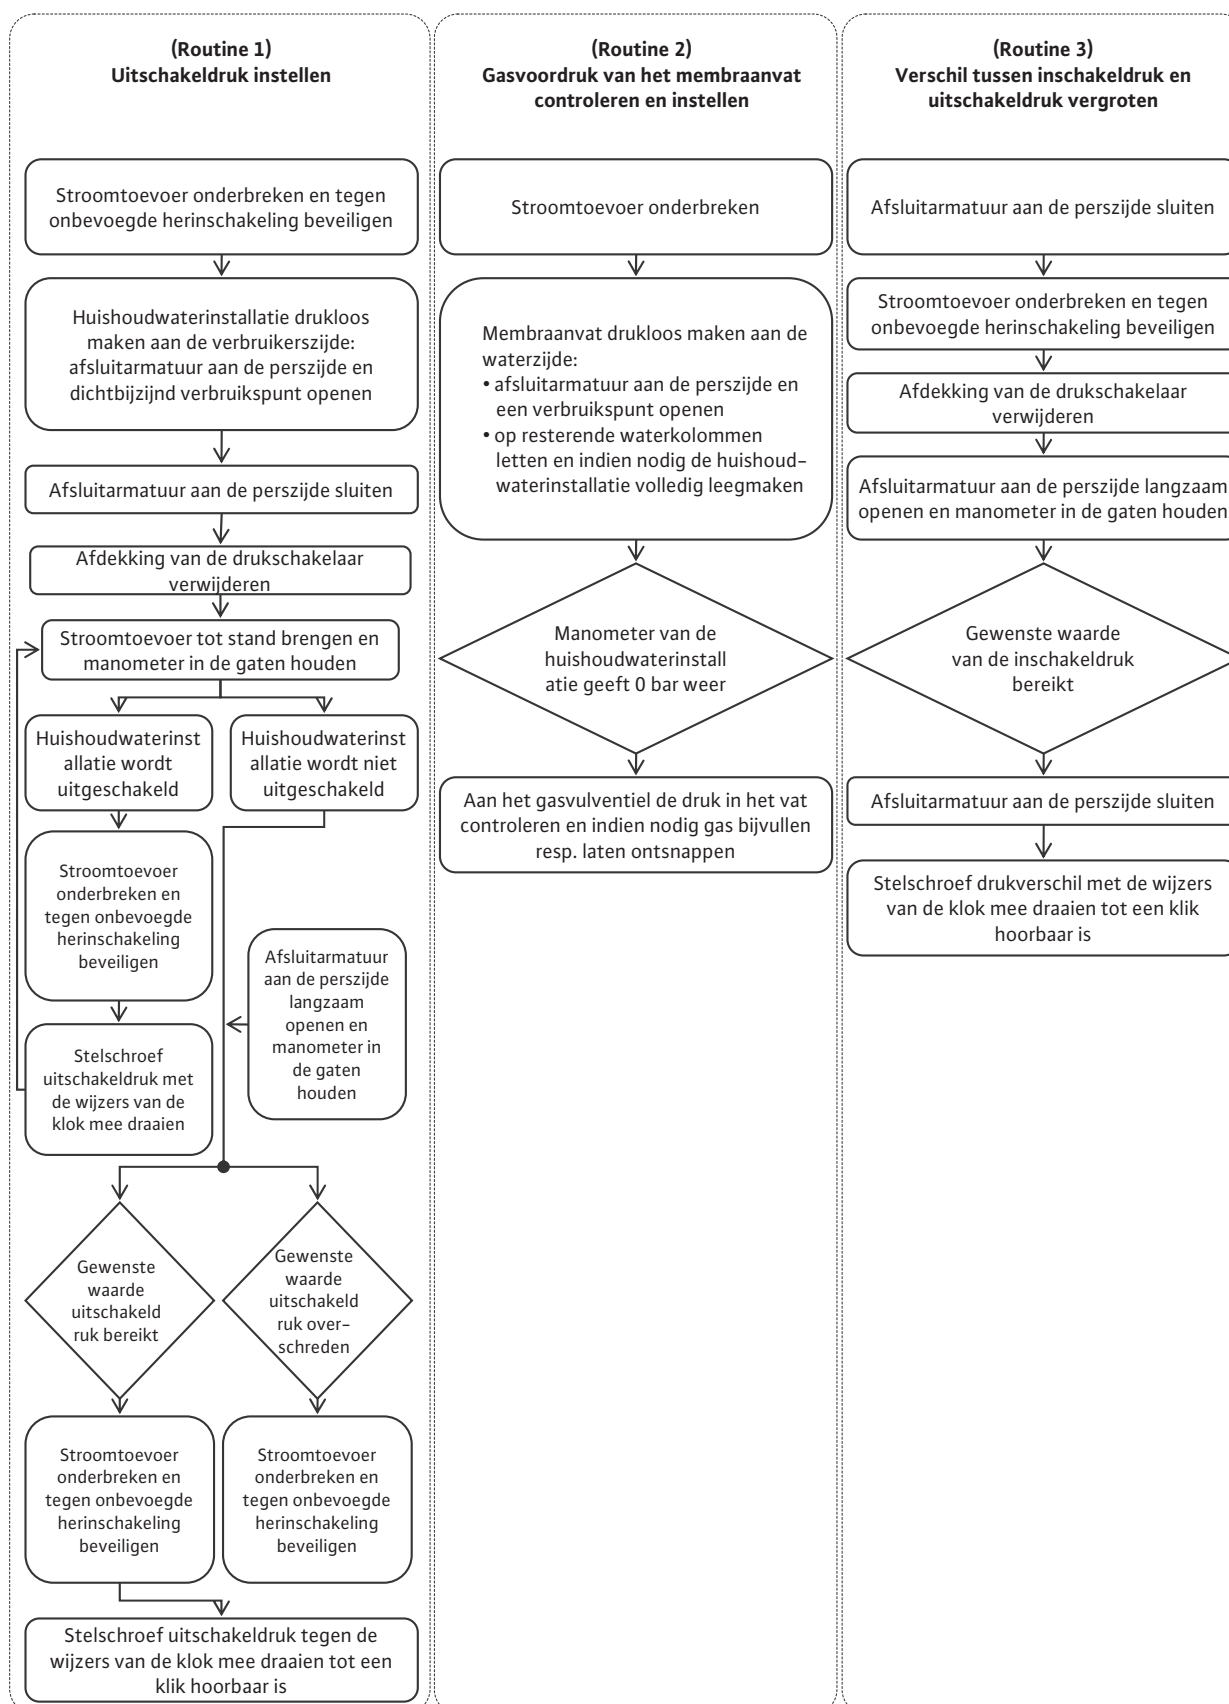 (Routine 1)
Uitschakeldruk instellen
Stroomtoevoer onderbreken en tegen
onbevoegde herinschakeling beveiligen
Huishoudwaterinstallatie drukloos
maken aan de verbruikerszijde:
afsluitarmatuur aan de perszijde en
dichtbijzijnd verbruikspunt openen
Afsluitarmatuur aan de perszijde sluiten
Afdekking van de drukschakelaar
verwijderen
Stroomtoevoer tot stand brengen en
manometer in de gaten houden
Huishoudwaterinst
allatie wordt
uitgeschakeld
Huishoudwaterinst
allatie wordt niet
uitgeschakeld
Stroomtoevoer
onderbreken en
tegen onbevoegde
herinschakeling
beveiligen
Afsluitarmatuur
aan de perszijde
langzaam
openen en
manometer in
de gaten
houden
Stelschroef
uitschakeldruk met
de wijzers van de
klok mee draaien
Gewenste
waarde
uitschakeld
ruk bereikt
Gewenste
waarde
uitschakeld
ruk over-
schreden
Stroomtoevoer
onderbreken en
tegen onbevoegde
herinschakeling
beveiligen
Stroomtoevoer
onderbreken en
tegen onbevoegde
herinschakeling
beveiligen
Stelschroef uitschakeldruk tegen de
wijzers van de klok mee draaien tot een
klik hoorbaar is
(Routine 2)
Gasvoordruk van het membraanvat
controleren en instellen
Stroomtoevoer onderbreken
Membraanvat drukloos maken aan de
waterzijde:
• afsluitarmatuur aan de perszijde en
een verbruikspunt openen
• op resterende waterkolommen
letten en indien nodig de huishoud-
waterinstallatie volledig leegmaken
Manometer van de
huishoudwaterinstall
atie geeft 0 bar weer
Aan het gasvulventiel de druk in het vat
controleren en indien nodig gas bijvullen
resp. laten ontsnappen
(Routine 3)
Verschil tussen inschakeldruk en
uitschakeldruk vergroten
Afsluitarmatuur aan de perszijde sluiten
Stroomtoevoer onderbreken en tegen
onbevoegde herinschakeling beveiligen
Afdekking van de drukschakelaar
verwijderen
Afsluitarmatuur aan de perszijde langzaam
openen en manometer in de gaten houden
Gewenste waarde
van de inschakeldruk
bereikt
Afsluitarmatuur aan de perszijde sluiten
Stelschroef drukverschil met de wijzers
van de klok mee draaien tot een klik
hoorbaar is